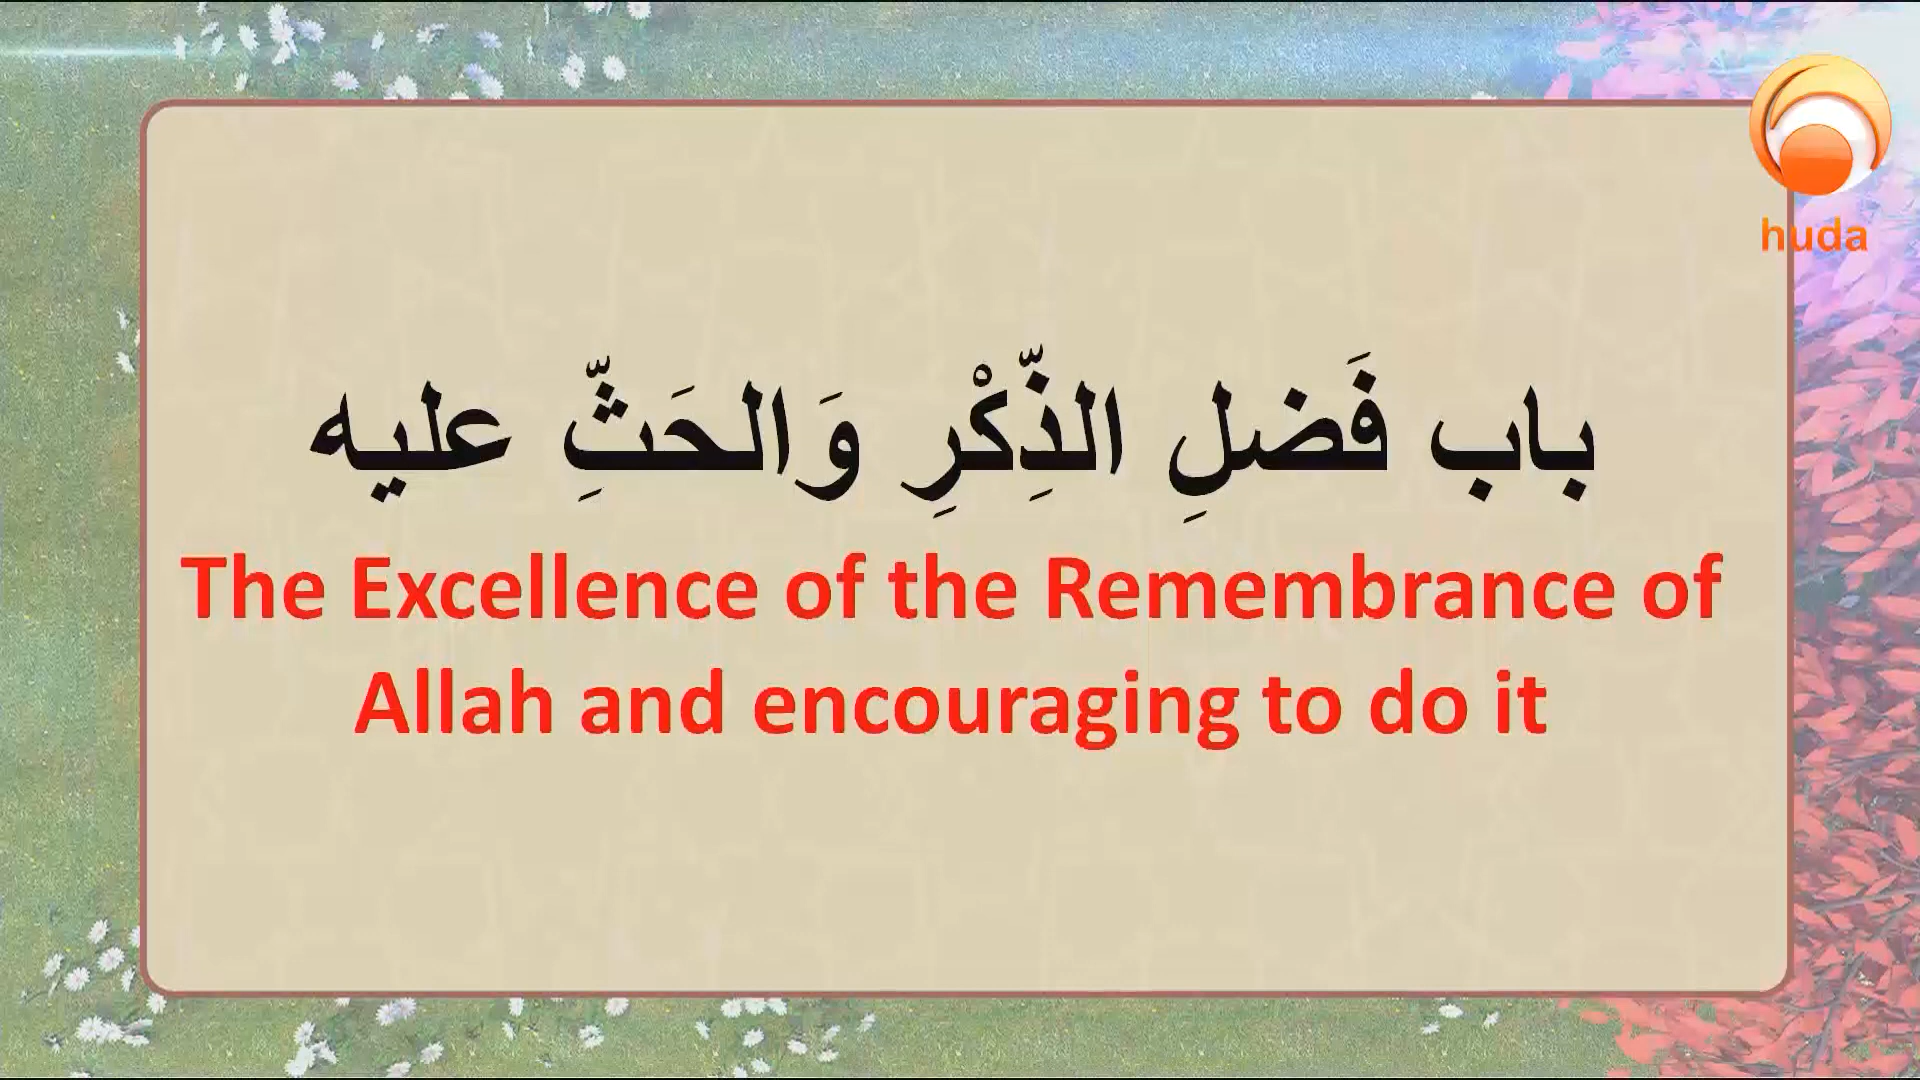 huda
باب فَضلِ الذِّكْرِ وَالحَثِّ عليه
The Excellence of the Remembrance of
Allah and encouraging to do it